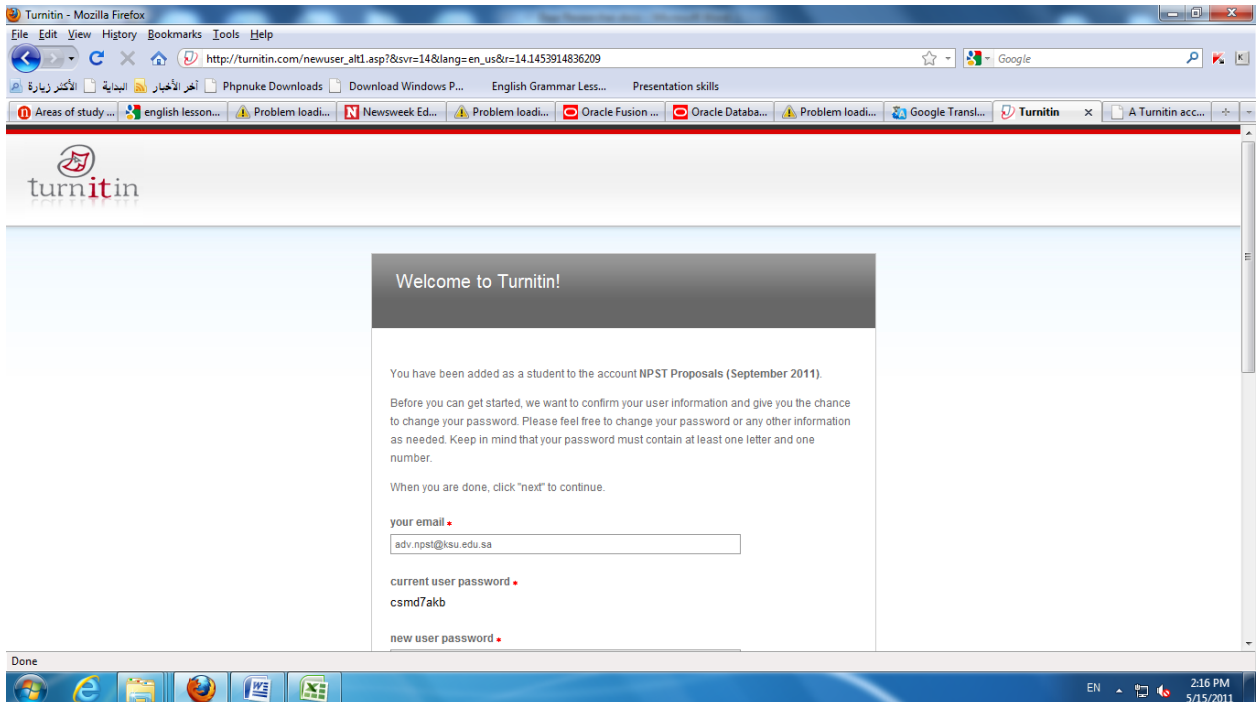 Turnitin - Mozilla Firefox
File Edit View History Bookmarks Tools Help
http://turnitin.com/newuser_alt1.asp?&svr=14&lang=en_us&r=14.1453914836209
Google
الأكثر زيارة البداية آخر الأخبار Phpnuke Downloads Download Windows P... English Grammar Less... Presentation skills
Areas of study ... english lesson... Problem loadi... Newsweek Ed... Problem loadi... Oracle Fusion ... Oracle Databa... Problem loadi... Google Transl... Turnitin A Turnitin acc...
turnitin
Welcome to Turnitin!
You have been added as a student to the account NPST Proposals (September 2011).
Before you can get started, we want to confirm your user information and give you the chance
to change your password. Please feel free to change your password or any other information
as needed. Keep in mind that your password must contain at least one letter and one
number.
When you are done, click "next" to continue.
your email *
adv.npst@ksu.edu.sa
current user password *
csmd7akb
new user password *
Done
EN
2:16 PM
5/15/2011